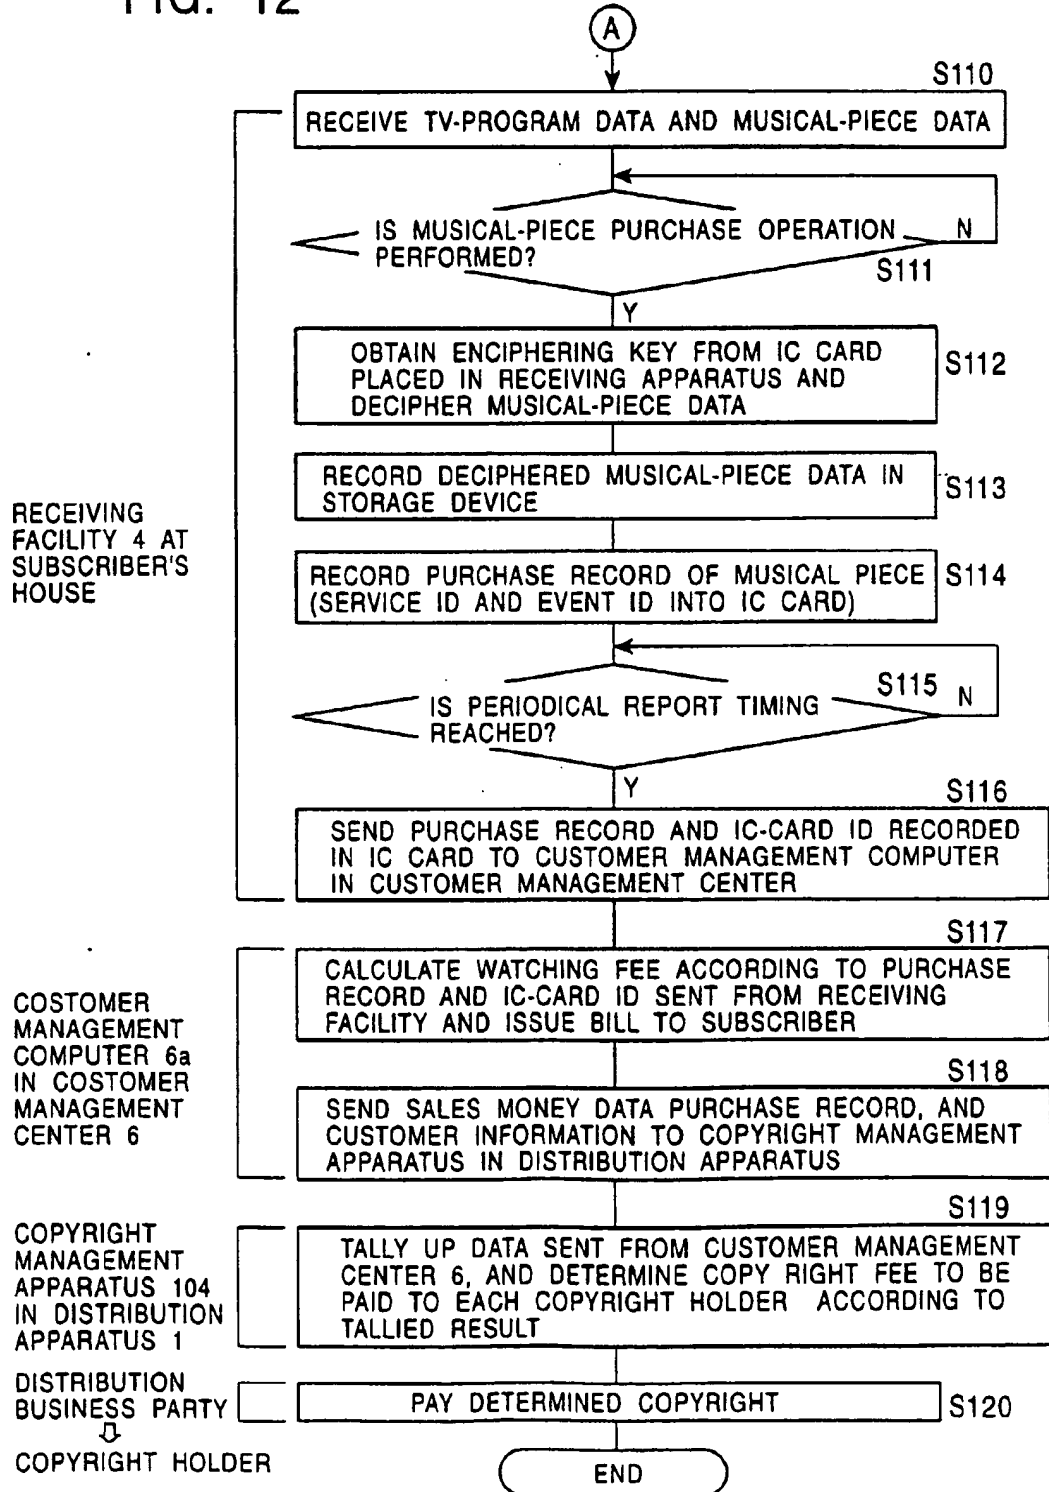 FIG. 12
A
S110
RECEIVE TV-PROGRAM DATA AND MUSICAL-PIECE DATA
IS MUSICAL-PIECE PURCHASE OPERATION
PERFORMED?
N
S111
Y
OBTAIN ENCIPHERING KEY FROM IC CARD
PLACED IN RECEIVING APPARATUS AND
DECIPHER MUSICAL-PIECE DATA
S112
RECORD DECIPHERED MUSICAL-PIECE DATA IN
STORAGE DEVICE
S113
RECEIVING
FACILITY 4 AT
SUBSCRIBER'S
HOUSE
RECORD PURCHASE RECORD OF MUSICAL PIECE
(SERVICE ID AND EVENT ID INTO IC CARD)
S114
S115
IS PERIODICAL REPORT TIMING
REACHED?
N
Y
S116
SEND PURCHASE RECORD AND IC-CARD ID RECORDED
IN IC CARD TO CUSTOMER MANAGEMENT COMPUTER
IN CUSTOMER MANAGEMENT CENTER
S117
COSTOMER
MANAGEMENT
COMPUTER 6a
IN COSTOMER
MANAGEMENT
CENTER 6
CALCULATE WATCHING FEE ACCORDING TO PURCHASE
RECORD AND IC-CARD ID SENT FROM RECEIVING
FACILITY AND ISSUE BILL TO SUBSCRIBER
S118
SEND SALES MONEY DATA PURCHASE RECORD, AND
CUSTOMER INFORMATION TO COPYRIGHT MANAGEMENT
APPARATUS IN DISTRIBUTION APPARATUS
S119
COPYRIGHT
MANAGEMENT
APPARATUS 104
IN DISTRIBUTION
APPARATUS 1
TALLY UP DATA SENT FROM CUSTOMER MANAGEMENT
CENTER 6, AND DETERMINE COPY RIGHT FEE TO BE
PAID TO EACH COPYRIGHT HOLDER ACCORDING TO
TALLIED RESULT
DISTRIBUTION
BUSINESS PARTY
COPYRIGHT HOLDER
PAY DETERMINED COPYRIGHT
S120
END